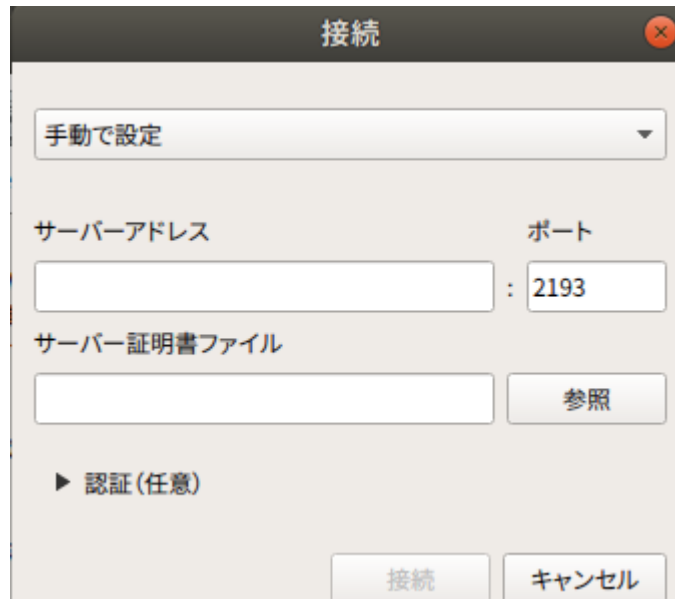 接続
手動で設定
サーバーアドレス ポート
: 2193
サーバー証明書ファイル
参照
▶ 認証(任意)
接続 キャンセル